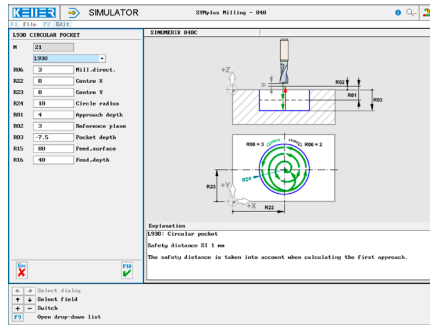 KELLER SIMULATOR SYMplus Milling - 840
F1 File F2 Edit
L930 CIRCULAR POCKET
N 21
L930
R06 3 Mill.direct.
R22 0 Centre X
R23 0 Centre Y
R24 18 Circle radius
R01 4 Approach depth
R02 3 Reference plane
R03 -7.5 Pocket depth
R15 80 Feed,surface
R16 40 Feed,depth
Esc F10
SINUMERIK 840C
+Z
SI
R02
R01
R03
+X
R06 = 3 R06 = 2
R24
R23 +Y
+X R22
Explanation
L930: Circular pocket
Safety distance SI 1 mm
The safety distance is taken into account when calculating the first approach.
← → Select dialog
↑ ↓ Select field
+ - Switch
F9 Open drop-down list